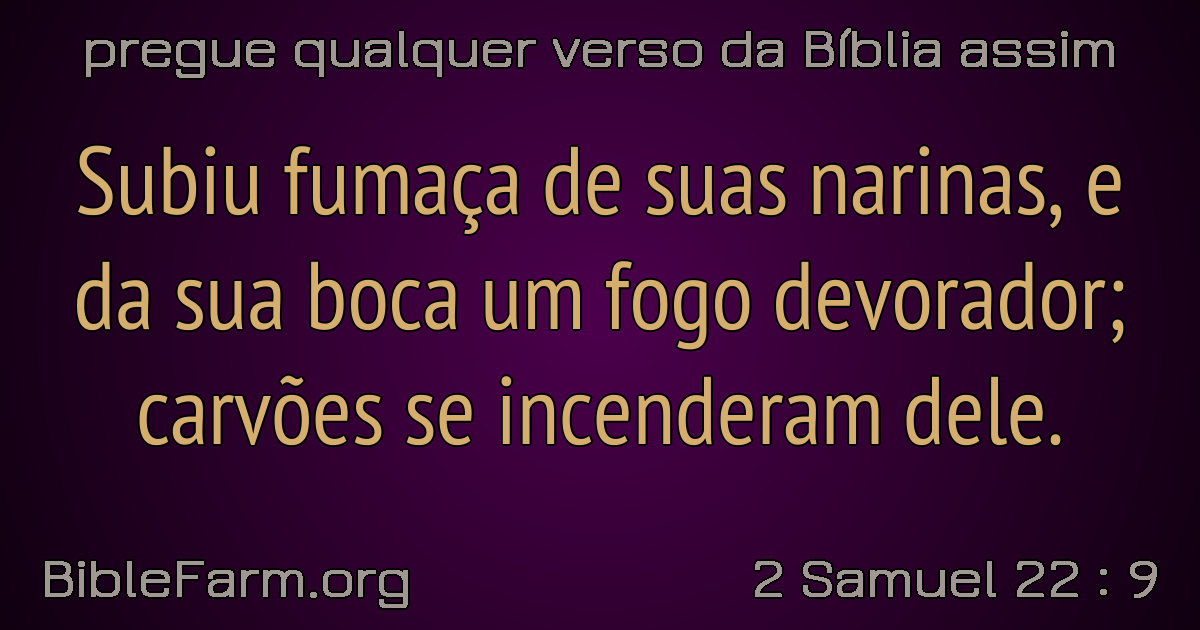 pregue qualquer verso da Bíblia assim
Subiu fumaça de suas narinas, e
da sua boca um fogo devorador;
carvões se incenderam dele.
BibleFarm.org
2 Samuel 22 : 9